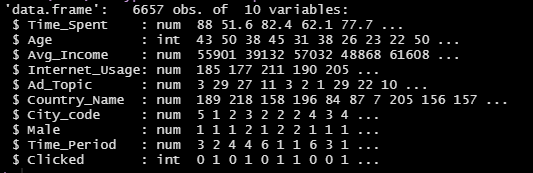 'data.frame':   6657 obs. of  10 variables:
 $ Time_Spent    : num  88 51.6 82.4 62.1 77.7 ...
 $ Age           : int  43 50 38 45 31 38 26 23 22 50 ...
 $ Avg_Income    : num  55901 39132 57032 48868 61608 ...
 $ Internet_Usage: num  185 177 211 190 205 ...
 $ Ad_Topic      : num  3 29 27 11 3 2 1 29 22 10 ...
 $ Country_Name  : num  189 218 158 196 84 87 7 205 156 157 ...
 $ City_code     : num  5 1 2 3 2 2 2 4 3 4 ...
 $ Male          : num  1 1 1 2 1 2 2 1 1 1 ...
 $ Time_Period   : num  3 2 4 4 6 1 1 6 3 1 ...
 $ Clicked       : int  0 1 0 1 0 1 1 0 0 1 ...